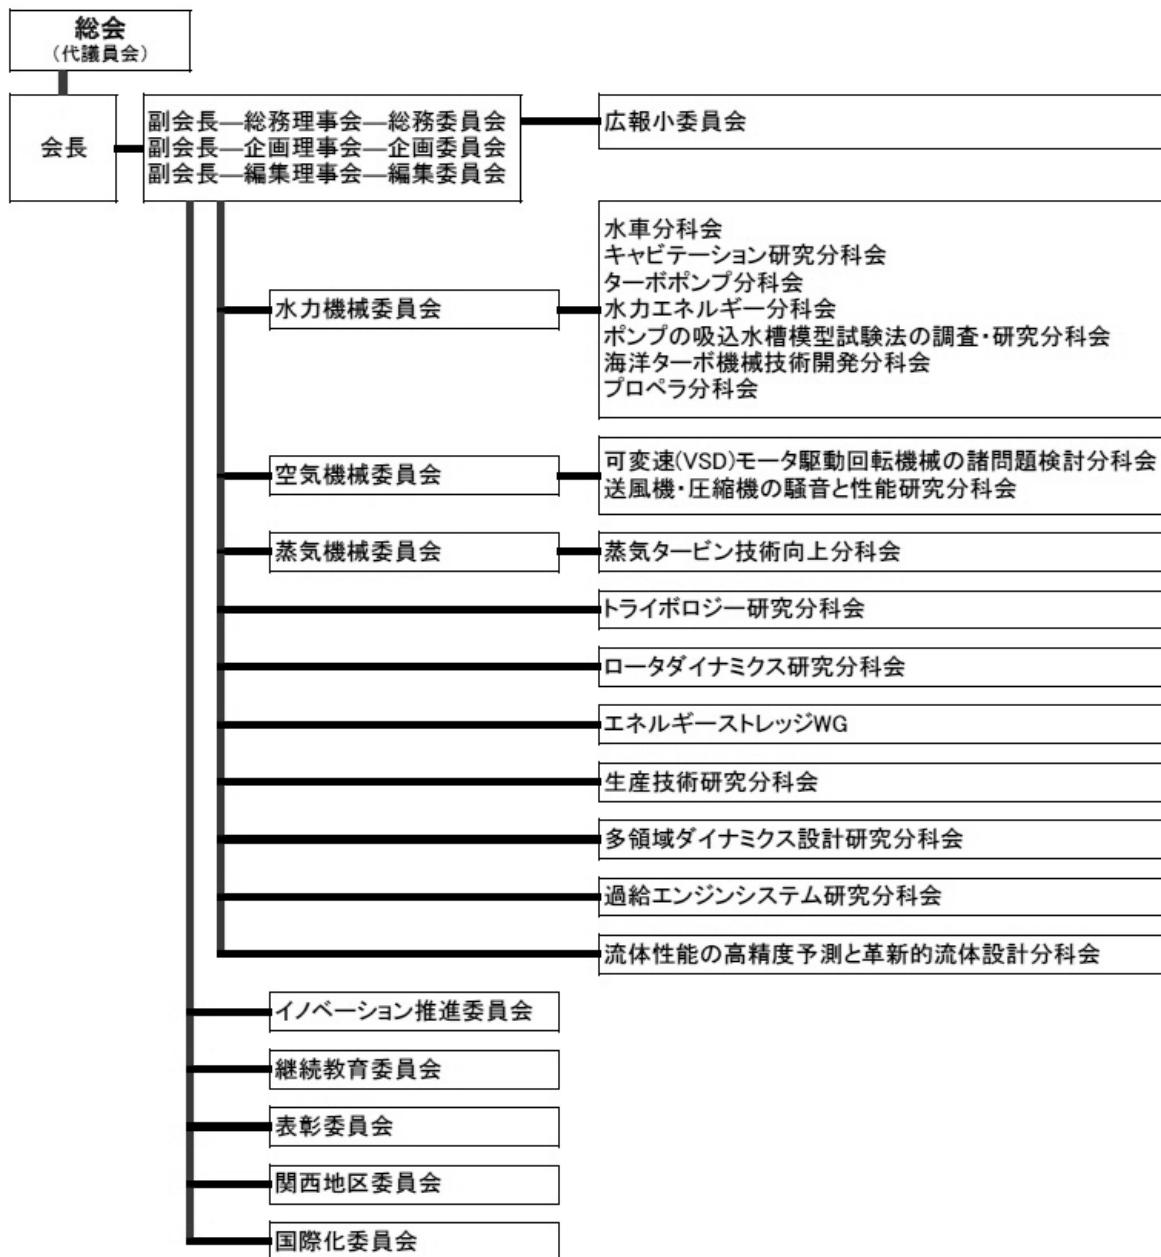 総会
(代議員会)
会長
副会長―総務理事会―総務委員会
副会長―企画理事会―企画委員会
副会長―編集理事会―編集委員会
広報小委員会
水力機械委員会
水車分科会
キャビテーション研究分科会
ターボポンプ分科会
水力エネルギー分科会
ポンプの吸込水槽模型試験法の調査・研究分科会
海洋ターボ機械技術開発分科会
プロペラ分科会
空気機械委員会
可変速(VSD)モータ駆動回転機械の諸問題検討分科会
送風機・圧縮機の騒音と性能研究分科会
蒸気機械委員会
蒸気タービン技術向上分科会
トライボロジー研究分科会
ロータダイナミクス研究分科会
エネルギーストレッジWG
生産技術研究分科会
多領域ダイナミクス設計研究分科会
過給エンジンシステム研究分科会
流体性能の高精度予測と革新的流体設計分科会
イノベーション推進委員会
継続教育委員会
表彰委員会
関西地区委員会
国際化委員会